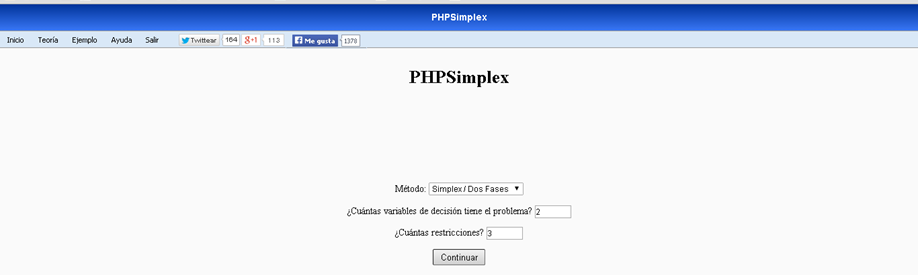 PHPSimplex
Inicio Teoría Ejemplo Ayuda Salir Twittear 164 g+1 113 Me gusta 1378
PHPSimplex
Método: Simplex / Dos Fases
¿Cuántas variables de decisión tiene el problema? 2
¿Cuántas restricciones? 3
Continuar